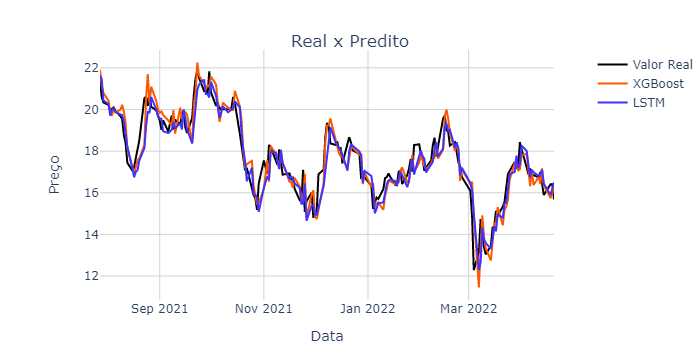 Real x Predito
Valor Real
XGBoost
LSTM
Preço
22
20
18
16
14
12
Sep 2021
Nov 2021
Jan 2022
Mar 2022
Data